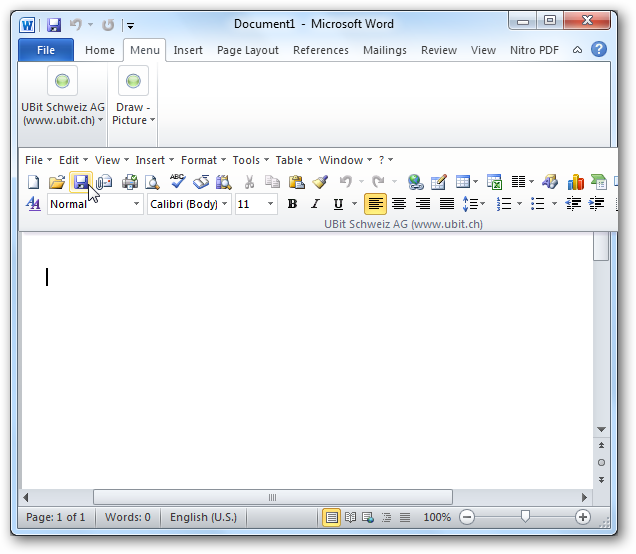 Document1 - Microsoft Word
File Home Menu Insert Page Layout References Mailings Review View Nitro PDF
UBit Schweiz AG (www.ubit.ch)
Draw - Picture
File Edit View Insert Format Tools Table Window ?
ABC
Normal Calibri (Body) 11 B I U
UBit Schweiz AG (www.ubit.ch)
Page: 1 of 1 Words: 0 English (U.S.) 100%